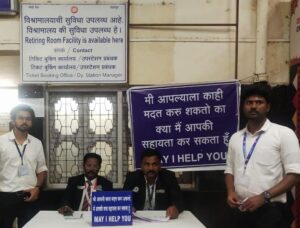 विश्रामालयाची सुविधा उपलब्ध आहे.
विश्रामालय की सुविधा उपलब्ध है !
Retiring Room Facility is available here
संपर्क / Contact
तिकिट बुकिंग कार्यालय/उपस्टेशन प्रबंधक
टिकट बुकिंग कार्यालय/उपस्टेशन प्रबंधक
Ticket Booking Office / Dy. Station Manager
मी आपल्याला काही
मदत करु शकतो का
क्या मैं आपकी
सहायता कर सकता हूँ
MAY I HELP YOU
MAY I HELP YOU